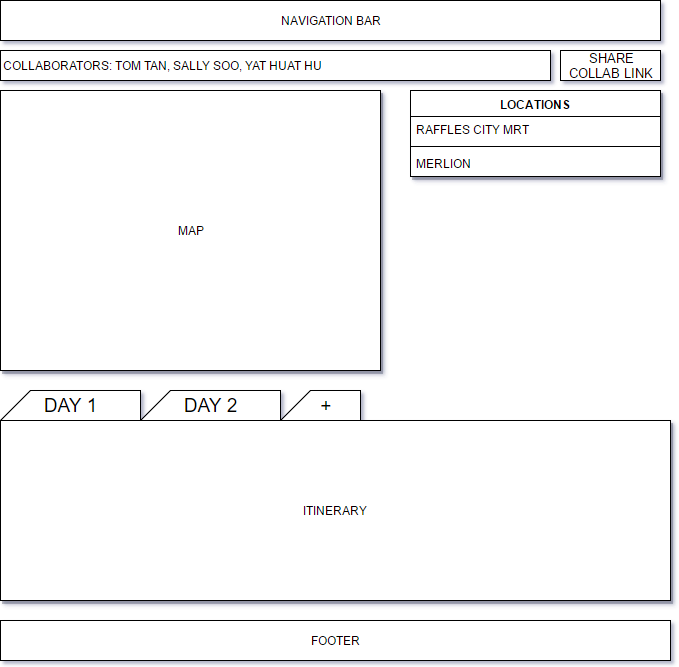 NAVIGATION BAR
COLLABORATORS: TOM TAN, SALLY SOO, YAT HUAT HU
SHARE
COLLAB LINK
LOCATIONS
RAFFLES CITY MRT
MERLION
MAP
DAY 1
DAY 2
+
ITINERARY
FOOTER